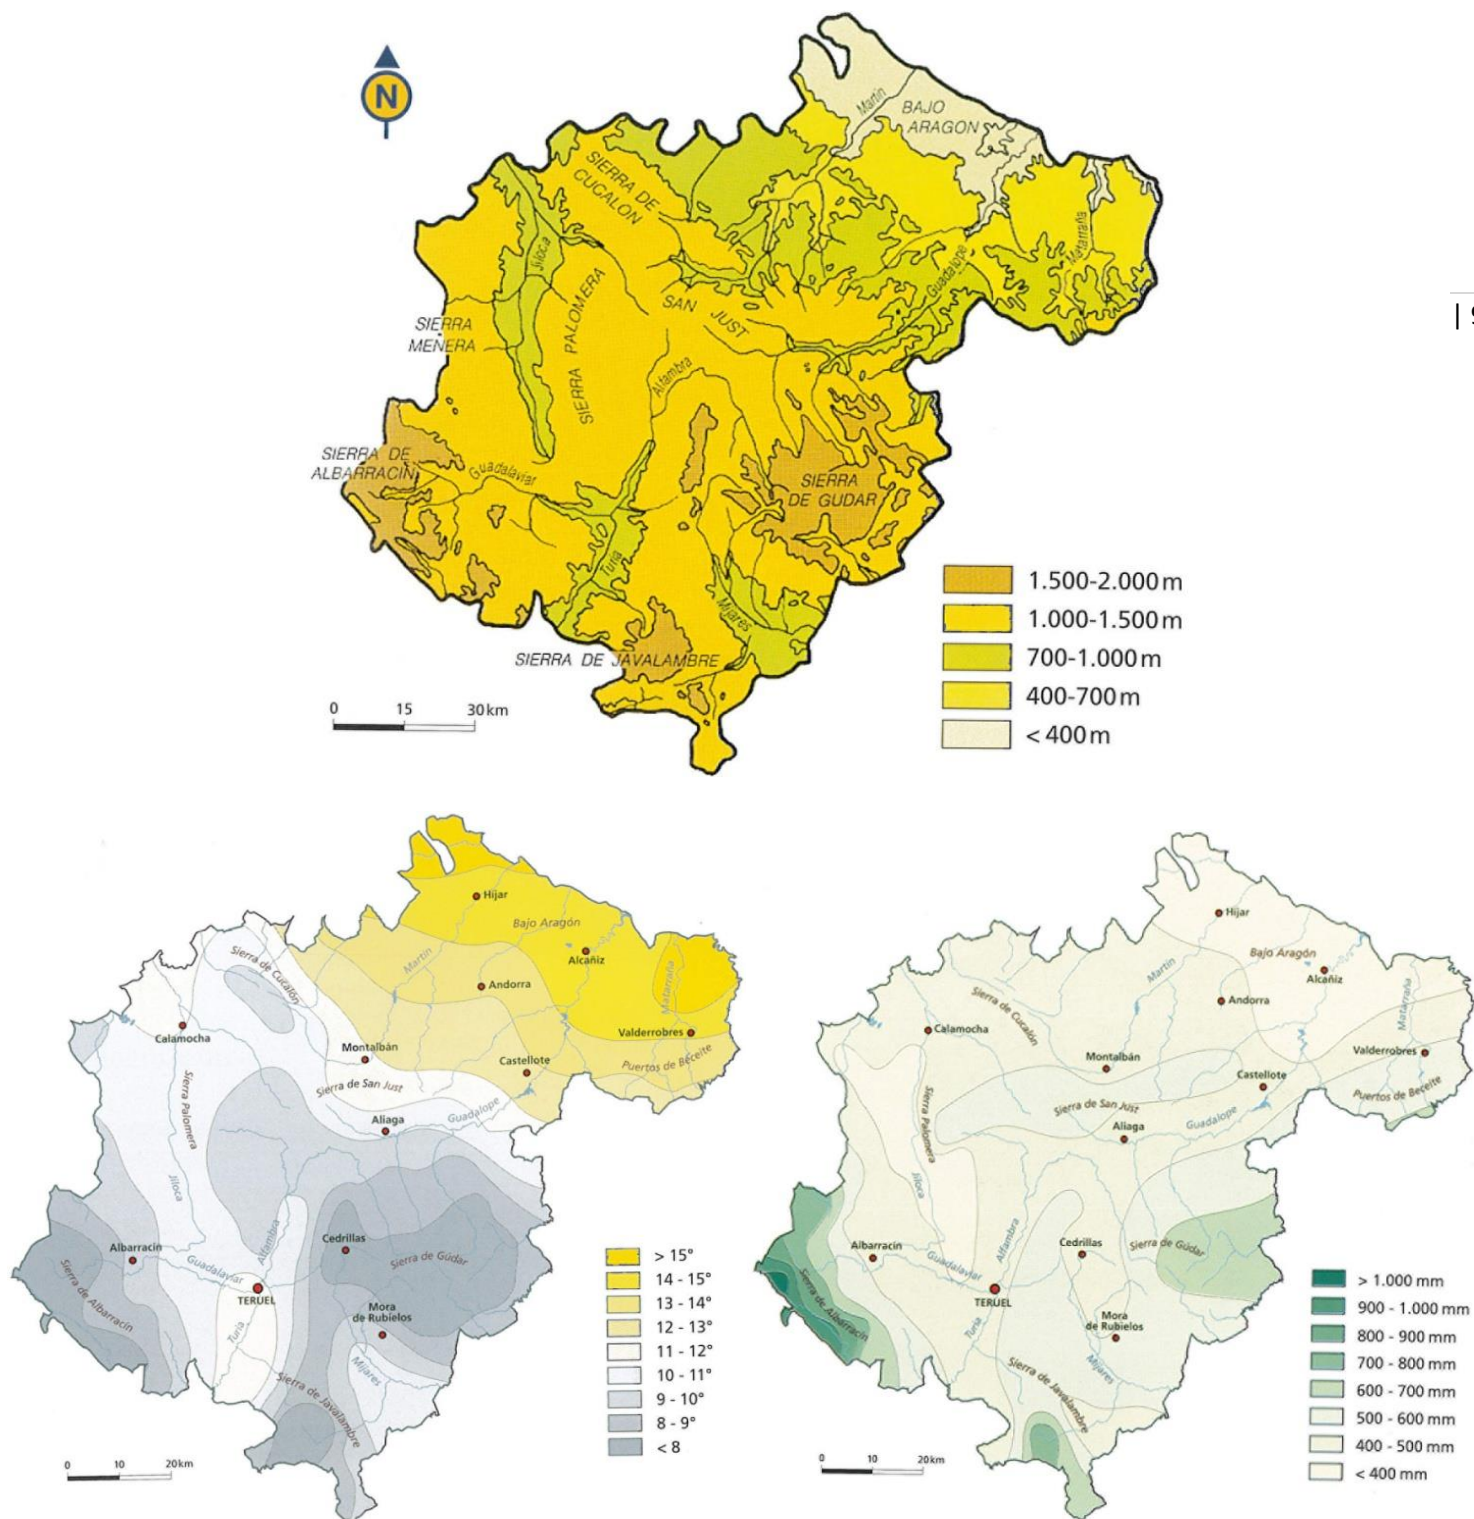 N
Martín
BAJO
ARAGON
SIERRA DE
CUCALON
Jiloca
Matarraña
Guadalope
SIERRA PALOMERA
SAN JUST
SIERRA
MENERA
Alfambra
SIERRA DE
ALBARRACIN
Guadalaviar
SIERRA
DE GUDAR
Turia
Mijares
SIERRA DE JAVALAMBRE
1.500-2.000 m
1.000-1.500 m
700-1.000 m
400-700 m
< 400 m
0 15 30 km
| 9
Híjar
Bajo Aragón
Alcañiz
Sierra de Cucalón
Martín
Andorra
Matarraña
Calamocha
Montalbán
Valderrobres
Castellote
Puertos de Beceite
Sierra de San Just
Sierra Palomera
Aliaga
Guadalope
Jiloca
Albarracín
Guadalaviar
Alfambra
Cedrillas
Sierra de Gúdar
Sierra de Albarracín
TERUEL
Mora
de Rubielos
Turia
Mijares
Sierra de Javalambre
> 15°
14 - 15°
13 - 14°
12 - 13°
11 - 12°
10 - 11°
9 - 10°
8 - 9°
< 8
0 10 20 km
Híjar
Bajo Aragón
Alcañiz
Martín
Sierra de Cucalón
Andorra
Matarraña
Calamocha
Montalbán
Valderrobres
Castellote
Puertos de Beceite
Sierra Palomera
Sierra de San Just
Aliaga
Guadalope
Jiloca
Albarracín
Guadalaviar
Alfambra
Cedrillas
Sierra de Gúdar
Sierra de Albarracín
TERUEL
Mora
de Rubielos
Turia
Mijares
Sierra de Javalambre
> 1.000 mm
900 - 1.000 mm
800 - 900 mm
700 - 800 mm
600 - 700 mm
500 - 600 mm
400 - 500 mm
< 400 mm
0 10 20 km